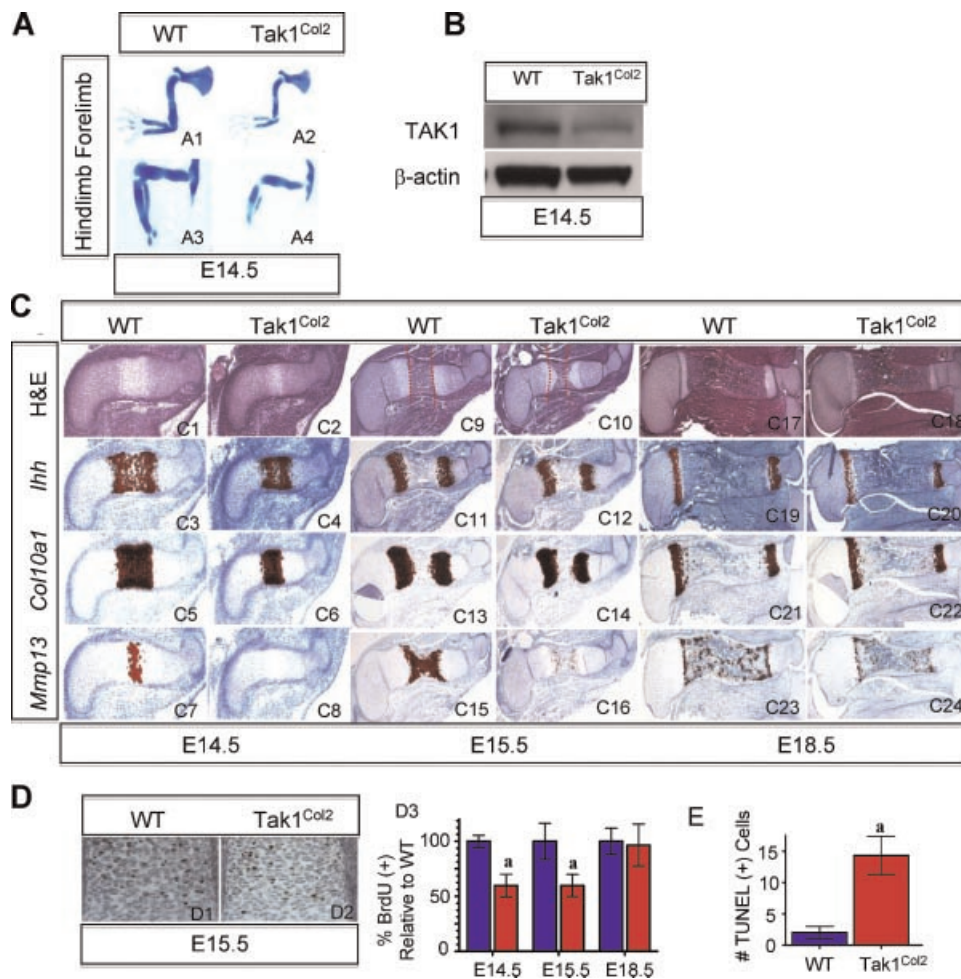 A
WT Tak1Col2
Hindlimb Forelimb
A1 A2
A3 A4
E14.5
B
WT Tak1Col2
TAK1
β-actin
E14.5
C
WT Tak1Col2 WT Tak1Col2 WT Tak1Col2
H&E
C1 C2 C9 C10 C17 C18
Ihh
C3 C4 C11 C12 C19 C20
Col10a1
C5 C6 C13 C14 C21 C22
Mmp13
C7 C8 C15 C16 C23 C24
E14.5 E15.5 E18.5
D
WT Tak1Col2
D1 D2
E15.5
D3
% BrdU (+)
Relative to WT
100
50
0
a a
E14.5 E15.5 E18.5
E
# TUNEL (+) Cells
15
10
5
0
a
WT Tak1Col2